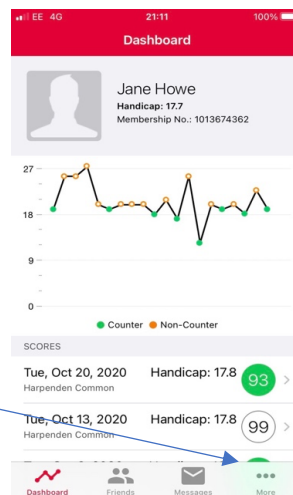 EE 4G 21:11 100%
Dashboard
Jane Howe
Handicap: 17.7
Membership No.: 1013674362
27
18
9
0
Counter Non-Counter
SCORES
Tue, Oct 20, 2020 Handicap: 17.8 93
Harpenden Common
Tue, Oct 13, 2020 Handicap: 17.8 99
Harpenden Common
Dashboard Friends Messages More